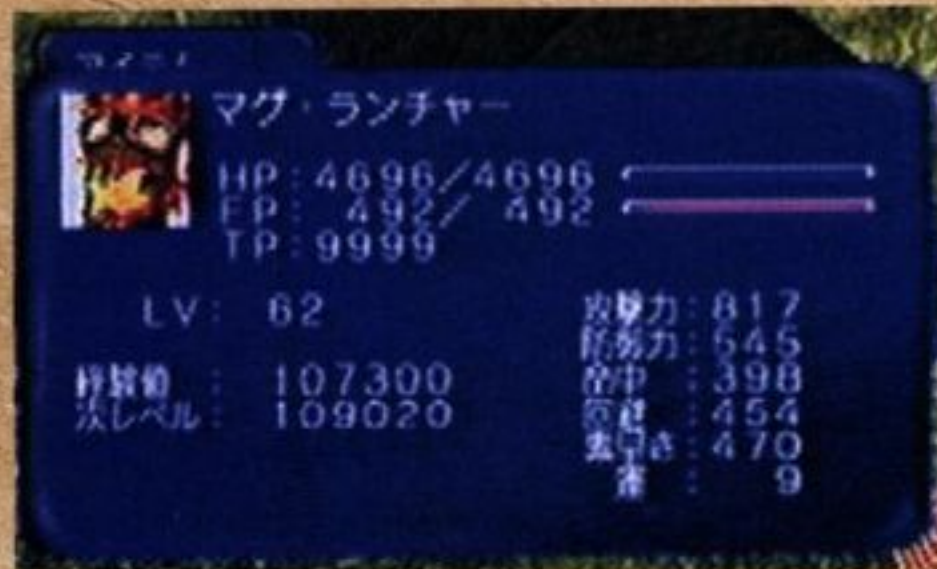 マグ・ランチャー
HP:4696/4696
EP: 492/ 492
TP:9999
LV: 62
攻撃力:817
防御力:545
経験値 : 107300
命中 :398
次レベル: 109020
回避 :454
素早さ:470
運 : 9